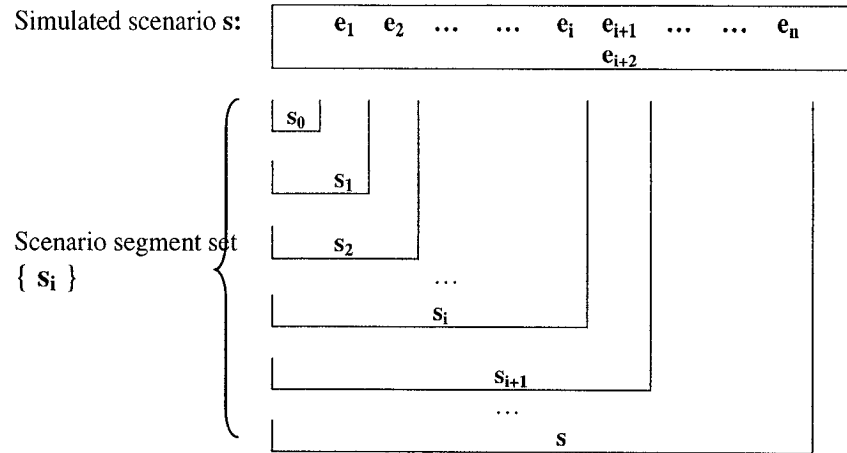 Simulated scenario s: e₁ e₂ ... ... eᵢ eᵢ₊₁ ... ... eₙ
eᵢ₊₂
s₀
s₁
Scenario segment set
s₂
{ sᵢ }
...
sᵢ
sᵢ₊₁
...
s